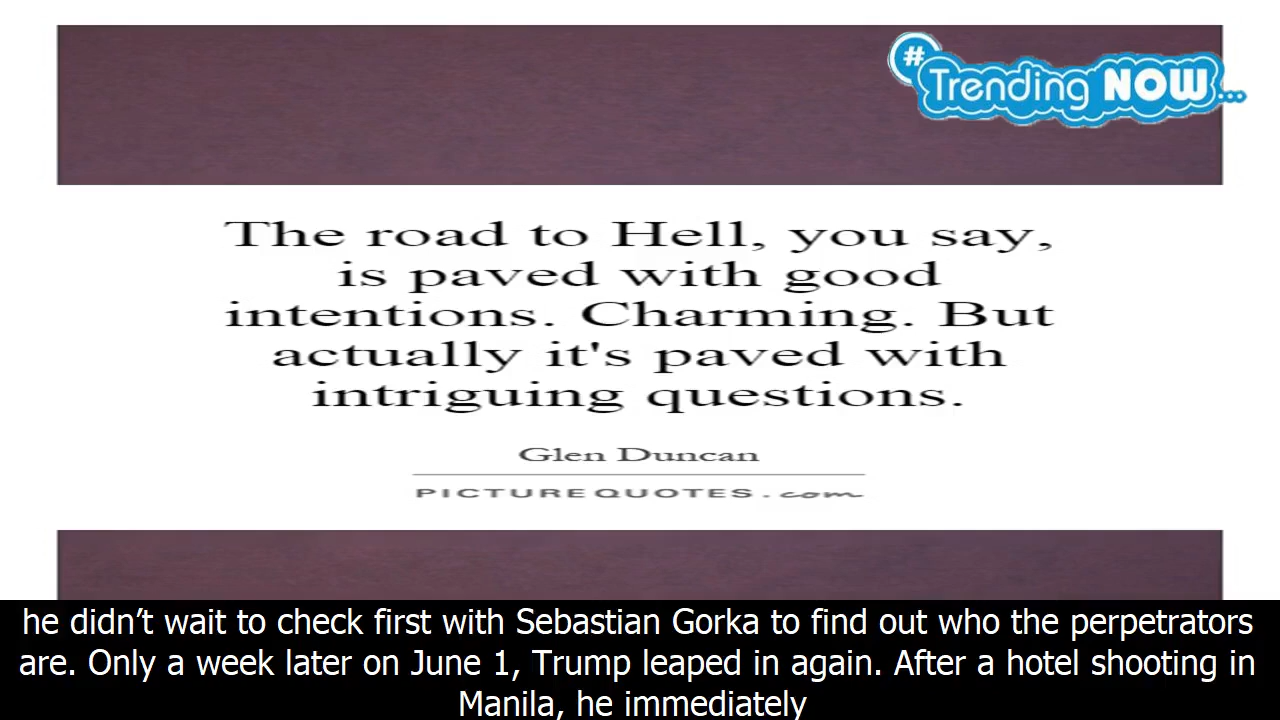 # Trending NOW...
The road to Hell, you say,
is paved with good
intentions. Charming. But
actually it's paved with
intriguing questions.
Glen Duncan
PICTUREQUOTES.com
he didn’t wait to check first with Sebastian Gorka to find out who the perpetrators
are. Only a week later on June 1, Trump leaped in again. After a hotel shooting in
Manila, he immediately